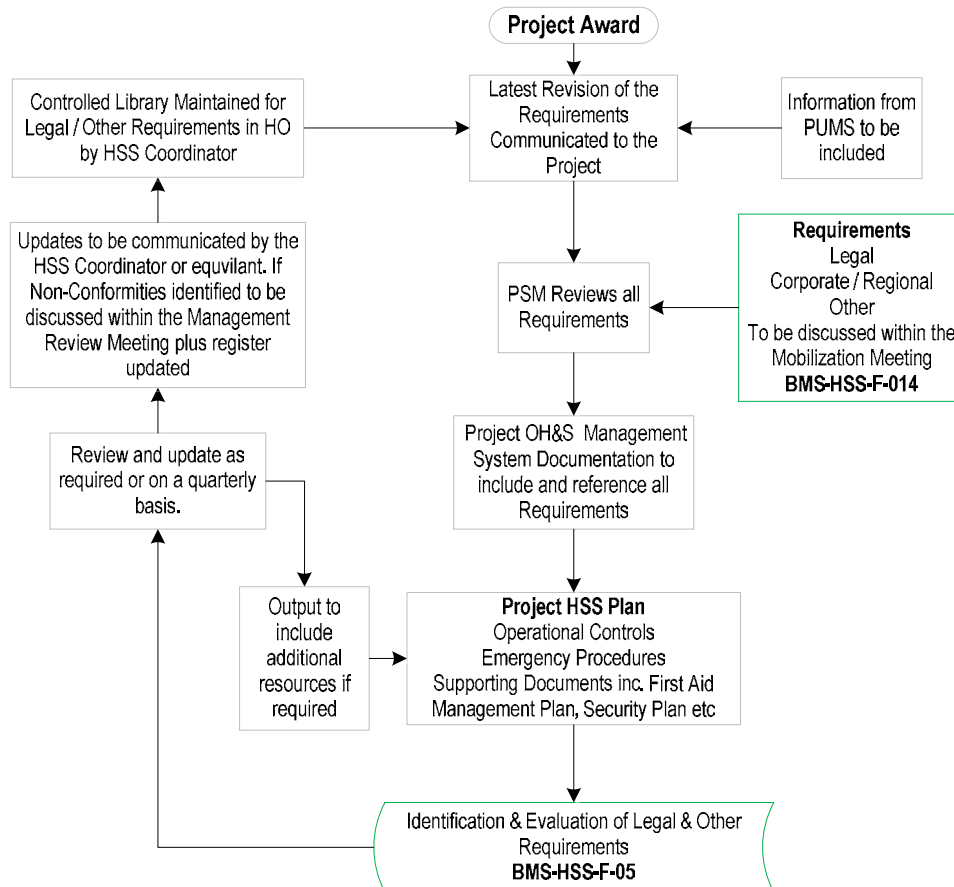 Project Award
Controlled Library Maintained for
Legal / Other Requirements in HO
by HSS Coordinator
Latest Revision of the
Requirements
Communicated to the
Project
Information from
PUMS to be
included
Updates to be communicated by the
HSS Coordinator or equvilant. If
Non-Conformities identified to be
discussed within the Management
Review Meeting plus register
updated
PSM Reviews all
Requirements
Requirements
Legal
Corporate / Regional
Other
To be discussed within the
Mobilization Meeting
BMS-HSS-F-014
Review and update as
required or on a quarterly
basis.
Project OH&S Management
System Documentation to
include and reference all
Requirements
Output to
include
additional
resources if
required
Project HSS Plan
Operational Controls
Emergency Procedures
Supporting Documents inc. First Aid
Management Plan, Security Plan etc
Identification & Evaluation of Legal & Other
Requirements
BMS-HSS-F-05